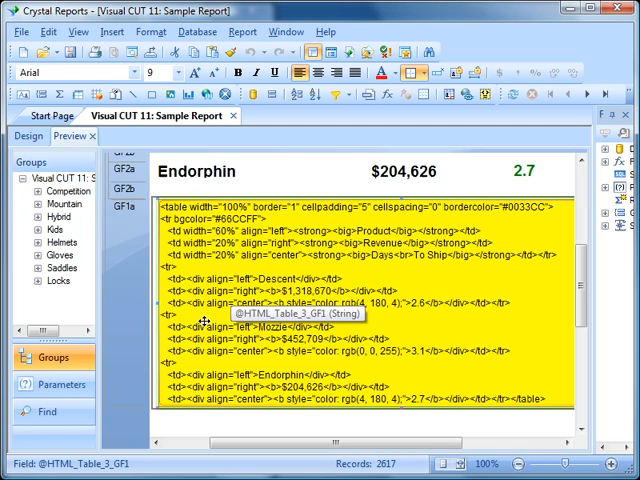 Crystal Reports - [Visual CUT 11: Sample Report]
File Edit View Insert Format Database Report Window Help
Arial 9
Start Page Visual CUT 11: Sample Report
Design Preview
Groups
Visual CUT 11: S
Competition
Mountain
Hybrid
Kids
Helmets
Gloves
Saddles
Locks
Groups
Parameters
Find
GF2a
GF2b
GF1a
Endorphin $204,626 2.7
<table width="100%" border="1" cellpadding="5" cellspacing="0" bordercolor="#0033CC">
<tr bgcolor="#66CCFF">
<td width="60%" align="left"><strong><big>Product</big></strong></td>
<td width="20%" align="right"><strong><big>Revenue</big></strong></td>
<td width="20%" align="center"><strong><big>Days<br>To Ship</big></strong></td></tr>
<tr>
<td><div align="left">Descent</div></td>
<td><div align="right"><b>$1,318,670</b></div></td>
<td><div align="center"><b style="color: rgb(4, 180, 4);">2.6</b></div></td></tr>
<tr>
@HTML_Table_3_GF1 (String)
<td><div align="left">Mozzie</div></td>
<td><div align="right"><b>$452,709</b></div></td>
<td><div align="center"><b style="color: rgb(0, 0, 255);">3.1</b></div></td></tr>
<tr>
<td><div align="left">Endorphin</div></td>
<td><div align="right"><b>$204,626</b></div></td>
<td><div align="center"><b style="color: rgb(4, 180, 4);">2.7</b></div></td></tr></table>
Field: @HTML_Table_3_GF1 Records: 2617 100%